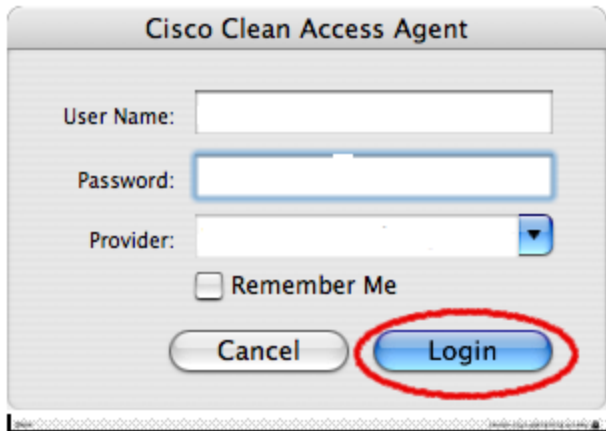 Cisco Clean Access Agent
User Name:
Password:
Provider:
Remember Me
Cancel Login